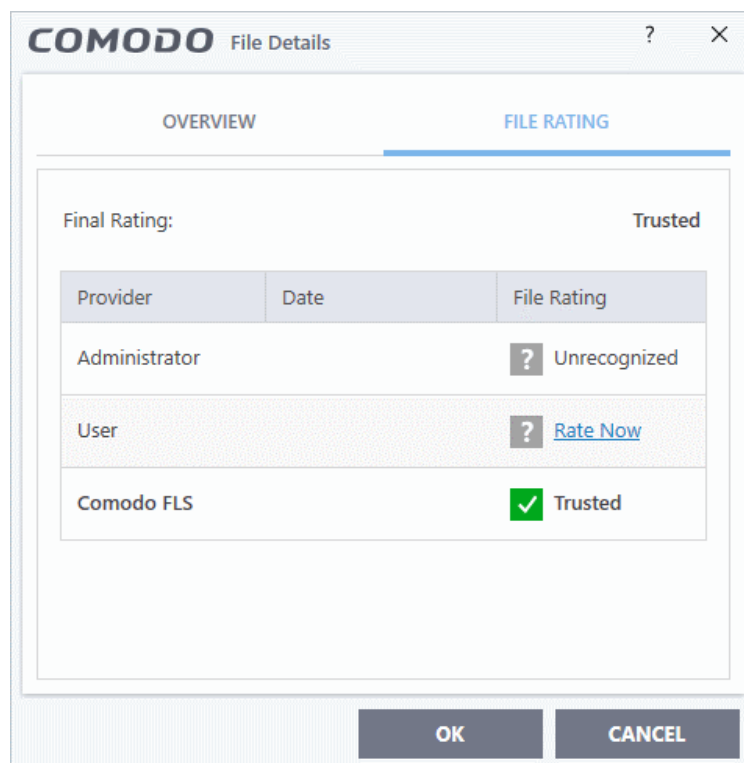 COMODO File Details ? ×
OVERVIEW FILE RATING
Final Rating: Trusted
Provider Date File Rating
Administrator ? Unrecognized
User ? Rate Now
Comodo FLS Trusted
OK CANCEL